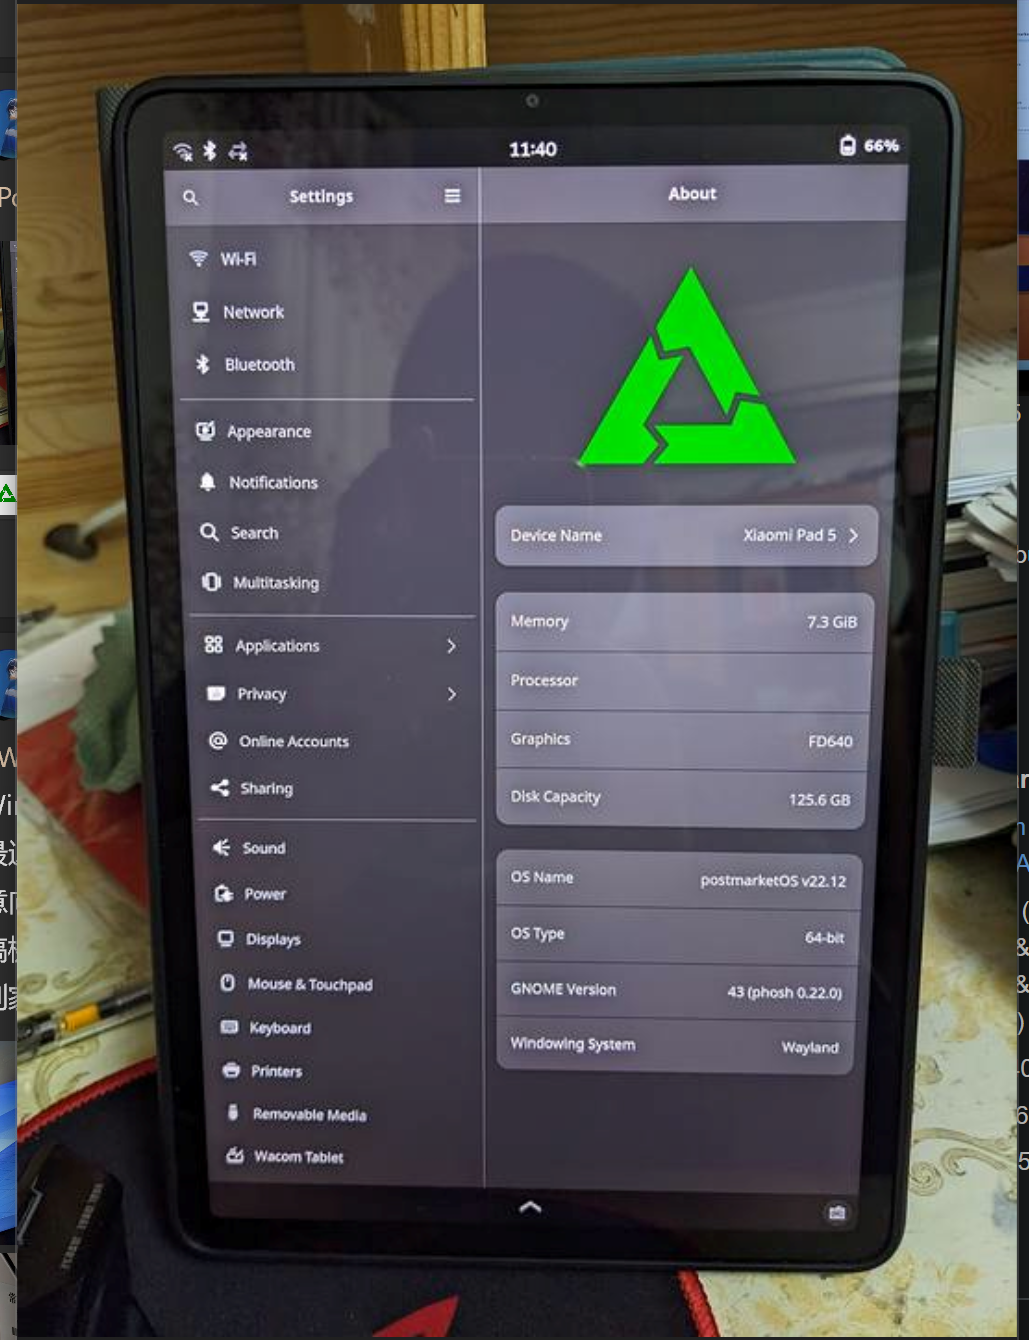 11:40
66%
Settings
About
Wi-Fi
Network
Bluetooth
Appearance
Notifications
Search
Multitasking
Applications
Privacy
Online Accounts
Sharing
Sound
Power
Displays
Mouse & Touchpad
Keyboard
Printers
Removable Media
Wacom Tablet
Device Name Xiaomi Pad 5
Memory 7.3 GiB
Processor
Graphics FD640
Disk Capacity 125.6 GB
OS Name postmarketOS v22.12
OS Type 64-bit
GNOME Version 43 (phosh 0.22.0)
Windowing System Wayland